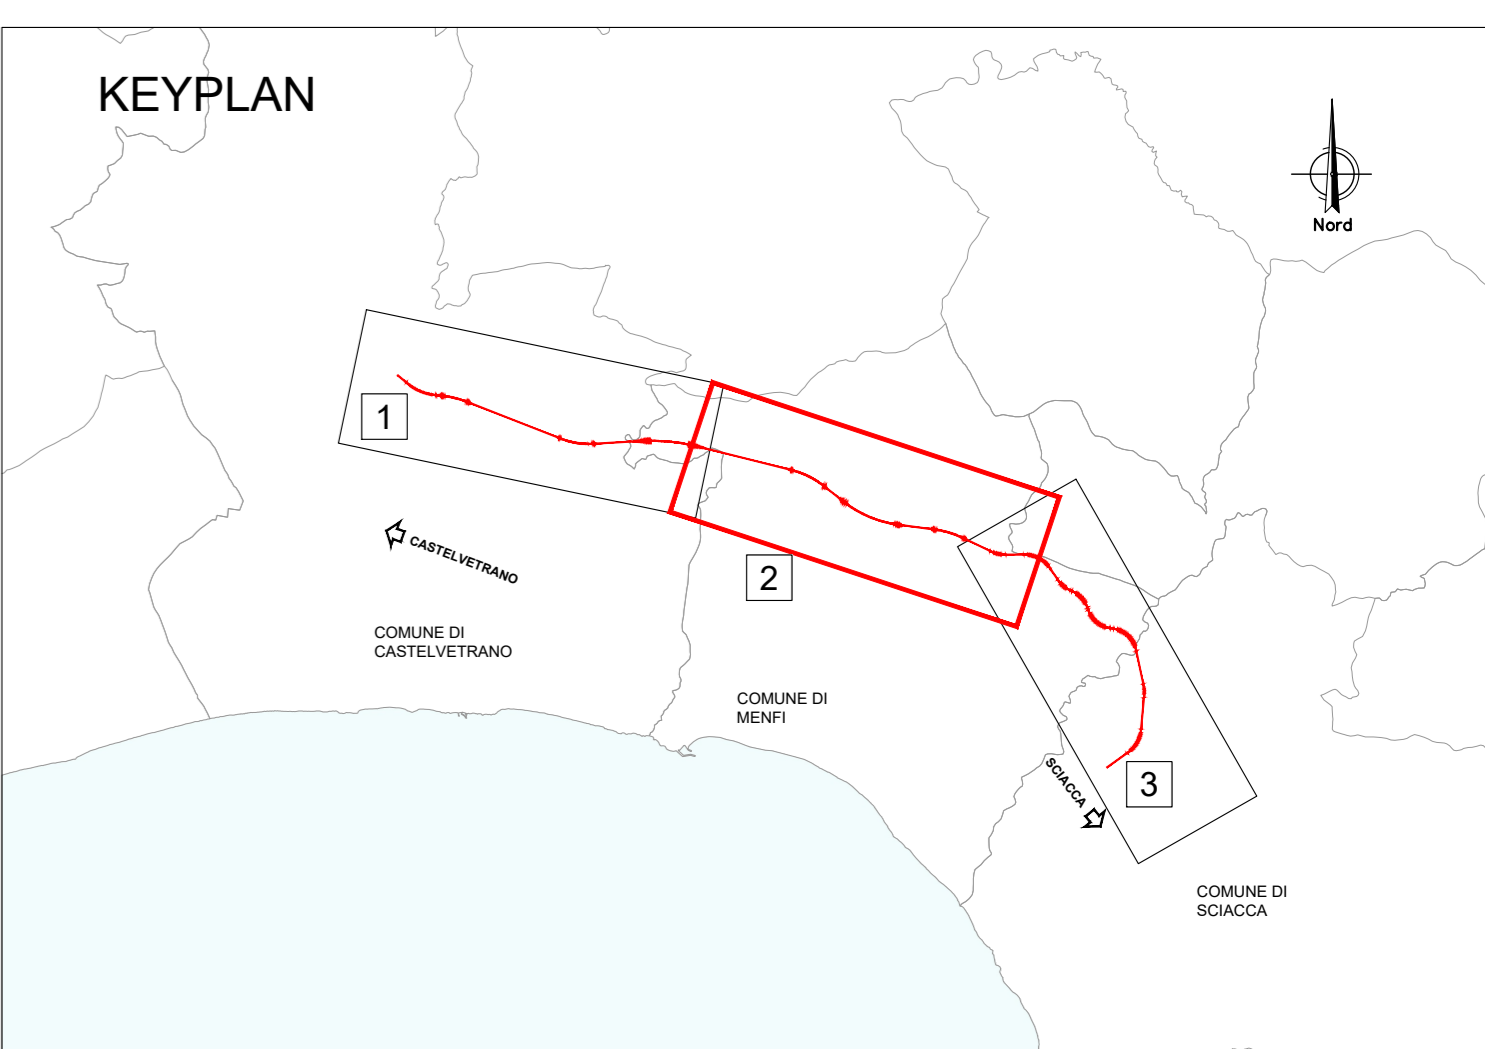 KEYPLAN
Nord
1
CASTELVETRANO
2
COMUNE DI
CASTELVETRANO
COMUNE DI
MENFI
SCIACCA
3
COMUNE DI
SCIACCA